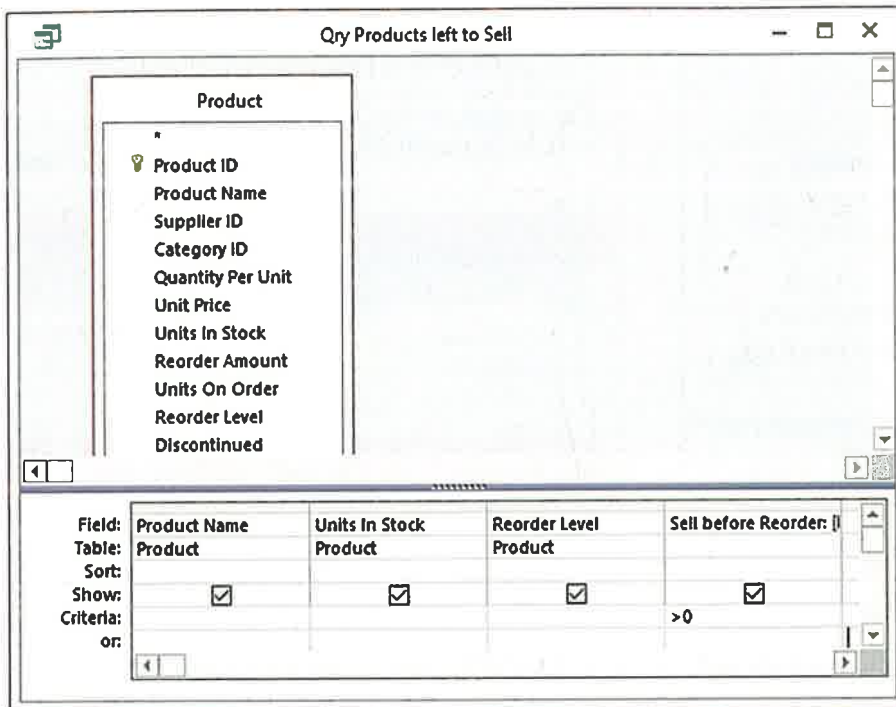 Qry Products left to Sell
Product
*
Product ID
Product Name
Supplier ID
Category ID
Quantity Per Unit
Unit Price
Units In Stock
Reorder Amount
Units On Order
Reorder Level
Discontinued
Field: Product Name Units In Stock Reorder Level Sell before Reorder: [
Table: Product Product Product
Sort:
Show:
Criteria: >0
or: